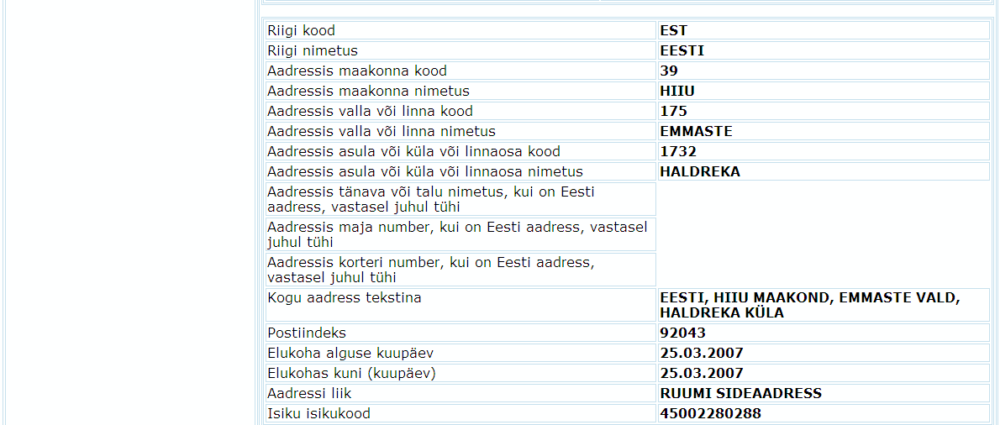 Riigi kood EST
Riigi nimetus EESTI
Aadressis maakonna kood 39
Aadressis maakonna nimetus HIIU
Aadressis valla või linna kood 175
Aadressis valla või linna nimetus EMMASTE
Aadressis asula või küla või linnaosa kood 1732
Aadressis asula või küla või linnaosa nimetus HALDREKA
Aadressis tänava või talu nimetus, kui on Eesti
aadress, vastasel juhul tühi
Aadressis maja number, kui on Eesti aadress, vastasel
juhul tühi
Aadressis korteri number, kui on Eesti aadress,
vastasel juhul tühi
Kogu aadress tekstina EESTI, HIIU MAAKOND, EMMASTE VALD,
HALDREKA KÜLA
Postiindeks 92043
Elukoha alguse kuupäev 25.03.2007
Elukohas kuni (kuupäev) 25.03.2007
Aadressi liik RUUMI SIDEAADRESS
Isiku isikukood 45002280288